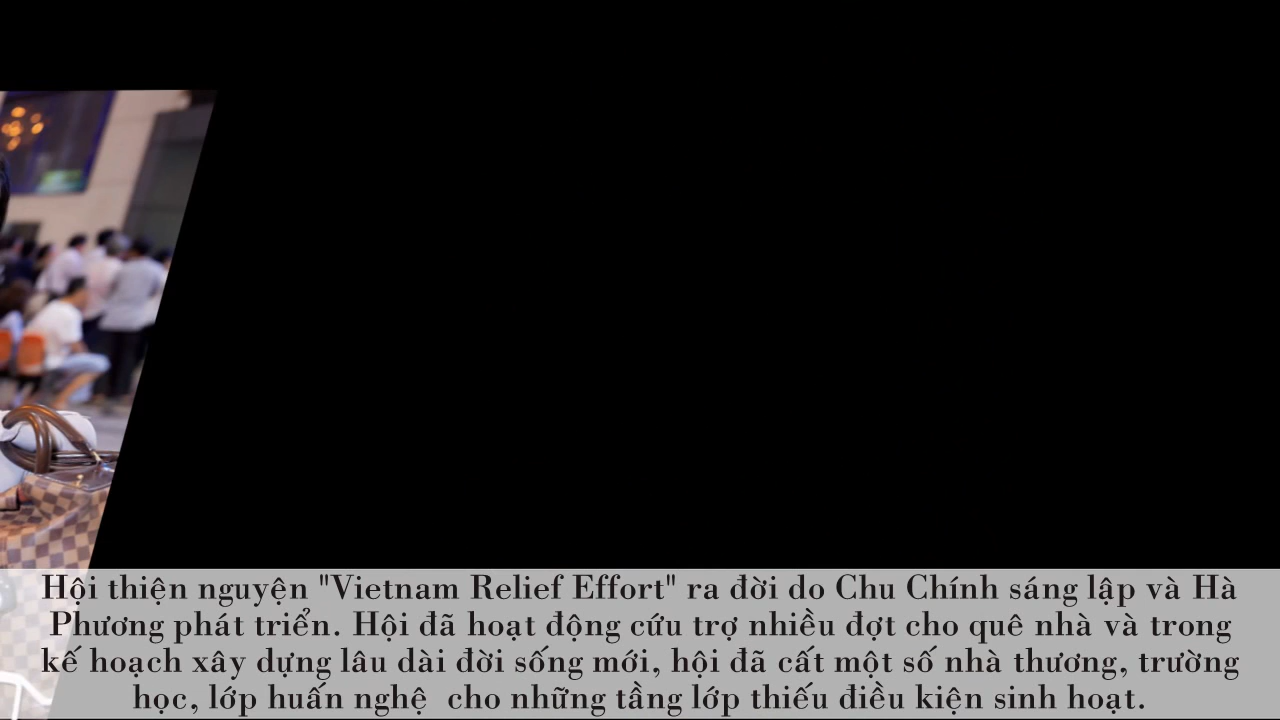 Hội thiện nguyện "Vietnam Relief Effort" ra đời do Chu Chính sáng lập và Hà
Phương phát triển. Hội đã hoạt động cứu trợ nhiều đợt cho quê nhà và trong
kế hoạch xây dựng lâu dài đời sống mới, hội đã cất một số nhà thương, trường
học, lớp huấn nghệ  cho những tầng lớp thiếu điều kiện sinh hoạt.